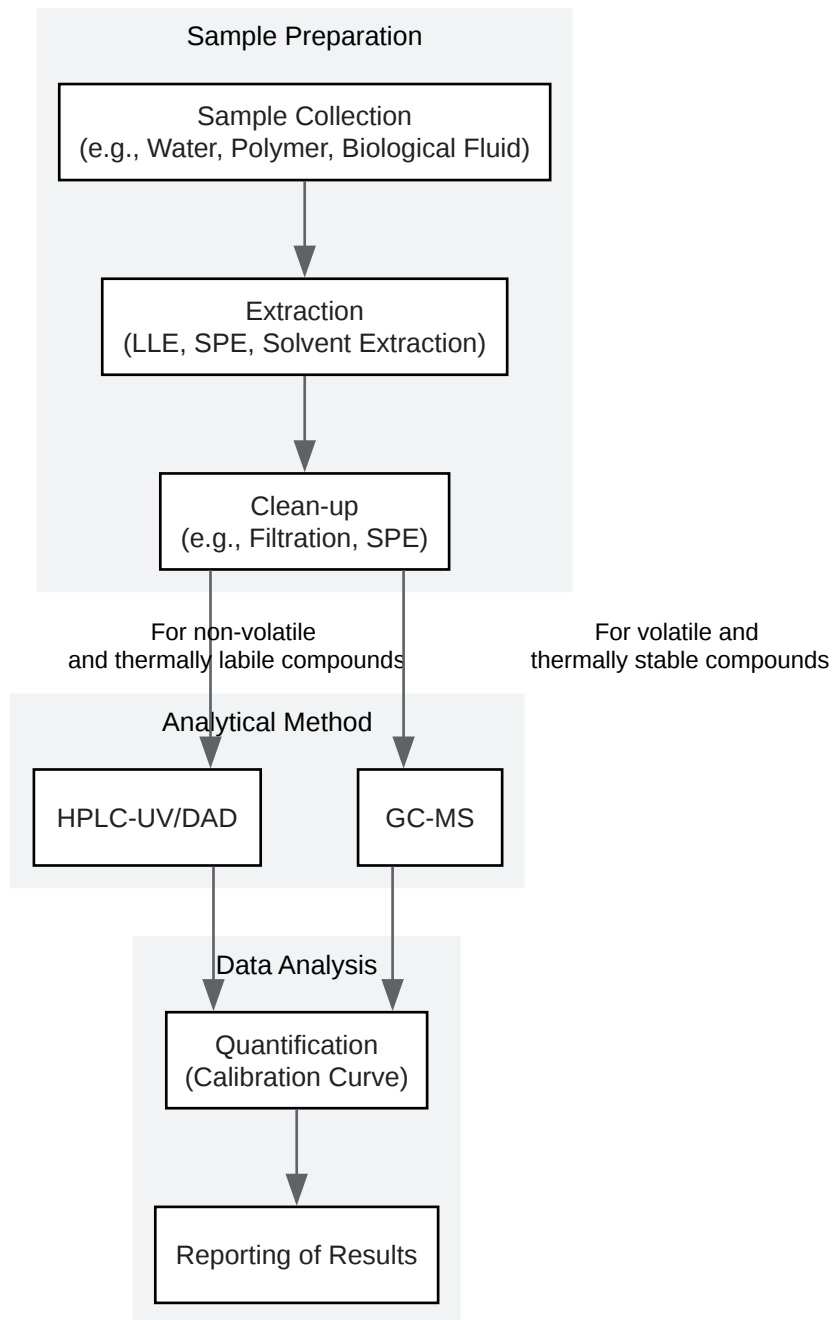 Sample Preparation
Sample Collection
(e.g., Water, Polymer, Biological Fluid)
Extraction
(LLE, SPE, Solvent Extraction)
Clean-up
(e.g., Filtration, SPE)
For non-volatile
and thermally labile compounds
For volatile and
thermally stable compounds
Analytical Method
HPLC-UV/DAD
GC-MS
Data Analysis
Quantification
(Calibration Curve)
Reporting of Results